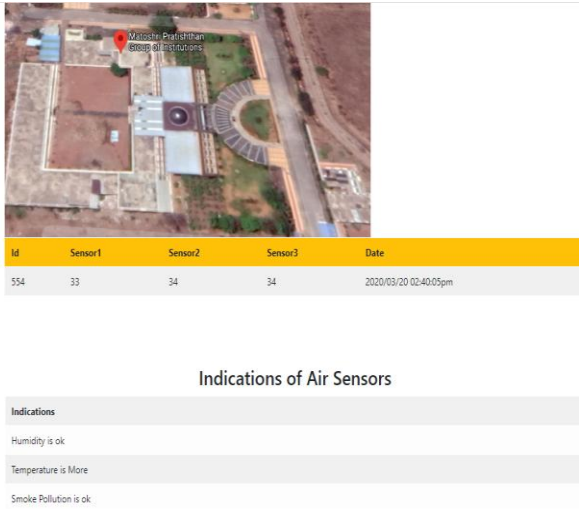 Matoshri Pratishthan
Group of Institutions
Id Sensor1 Sensor2 Sensor3 Date
554 33 34 34 2020/03/20 02:40:05pm
Indications of Air Sensors
Indications
Humidity is ok
Temperature is More
Smoke Pollution is ok